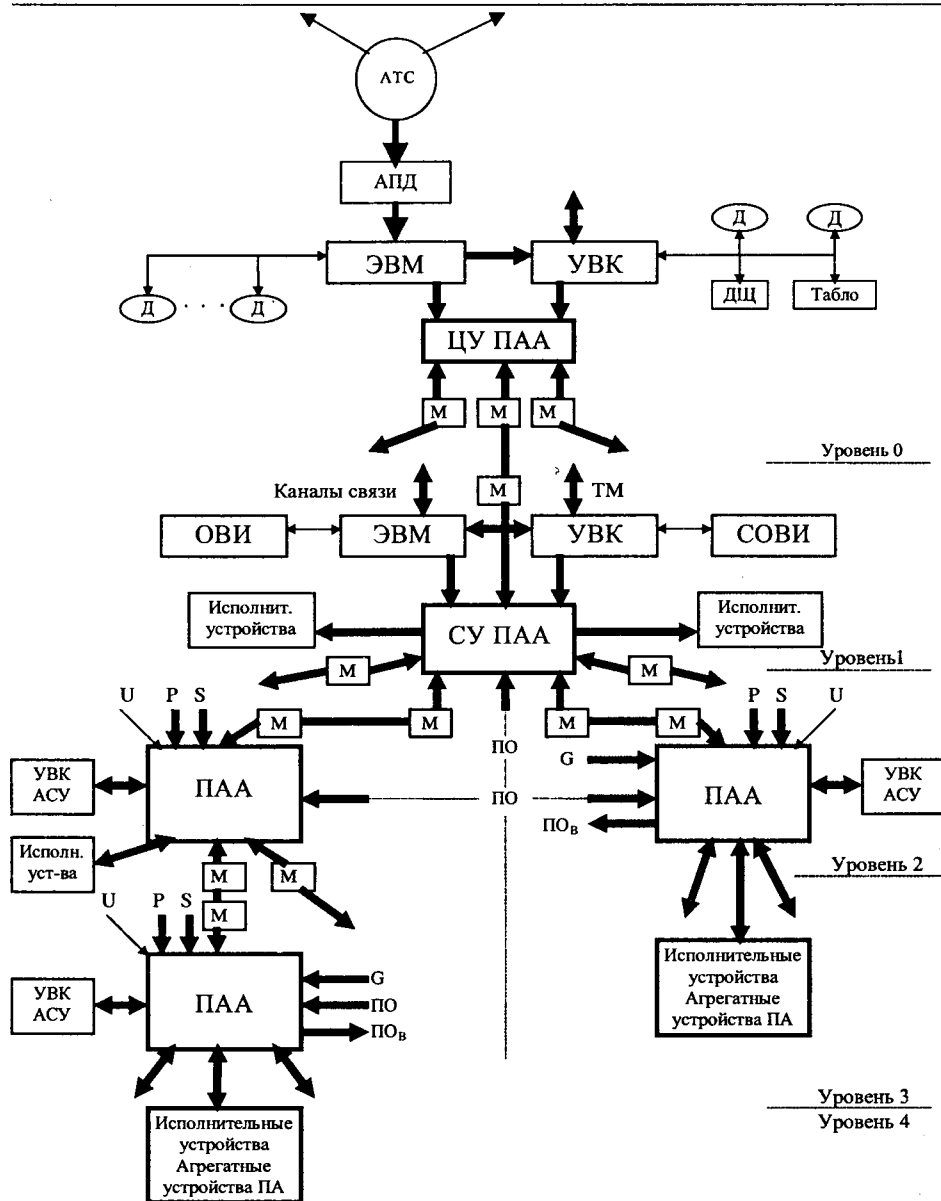 АТС
АПД
ЭВМ
УВК
Д
Д
Д · · · Д
ДЩ
Табло
ЦУ ПАА
М
М
М
Уровень 0
Каналы связи
М
ТМ
ОВИ
ЭВМ
УВК
СОВИ
Исполнит.
устройства
СУ ПАА
Исполнит.
устройства
Уровень1
М
М
U
P
S
М
М
М
М
P
S
U
ПО
G
УВК
АСУ
ПАА
ПО
ПАА
УВК
АСУ
ПОв
Исполн.
уст-ва
М
М
М
Уровень 2
U
P
S
УВК
АСУ
ПАА
G
ПО
ПОв
Исполнительные
устройства
Агрегатные
устройства ПА
Уровень 3
Уровень 4
Исполнительные
устройства
Агрегатные
устройства ПА